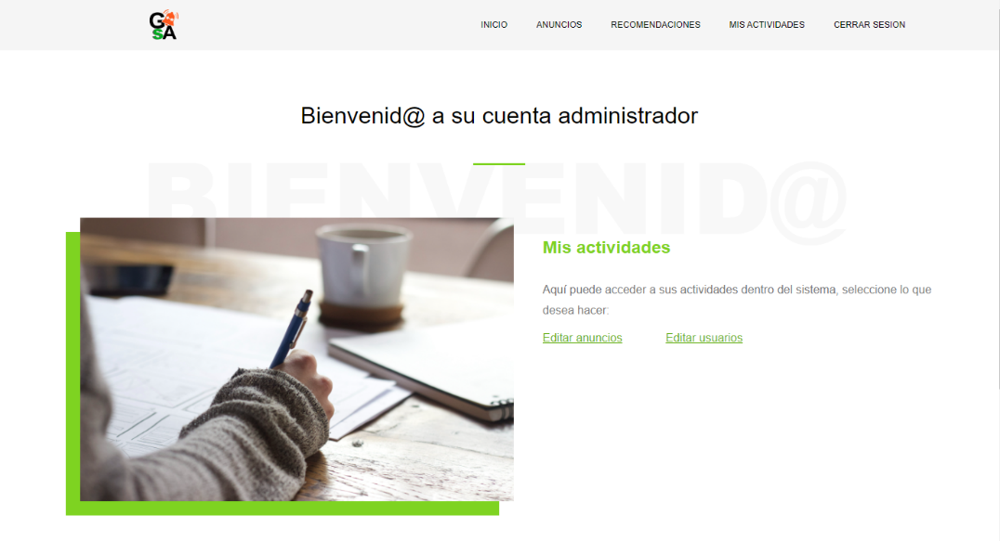 GSA
INICIO ANUNCIOS RECOMENDACIONES MIS ACTIVIDADES CERRAR SESION
Bienvenid@ a su cuenta administrador
BIENVENID@
Mis actividades
Aquí puede acceder a sus actividades dentro del sistema, seleccione lo que
desea hacer:
Editar anuncios Editar usuarios